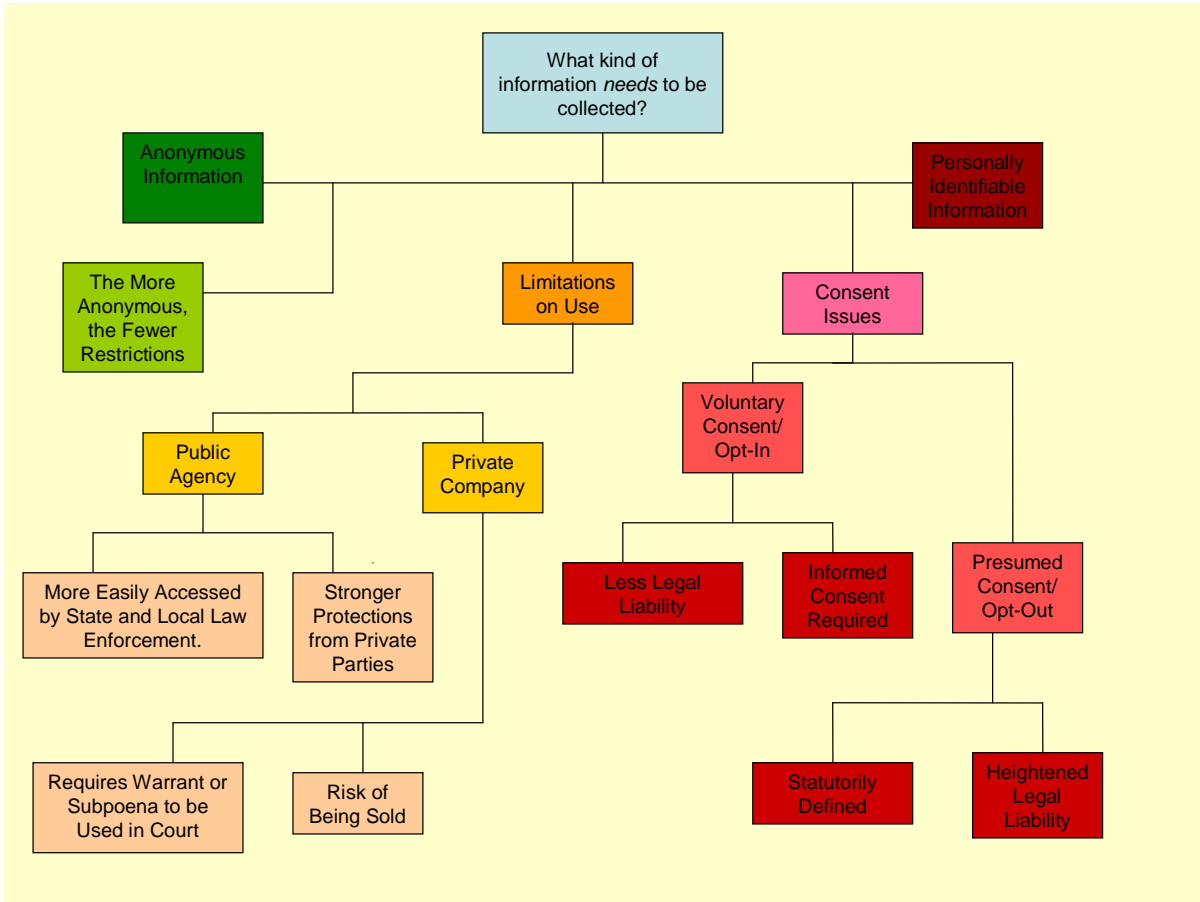 What kind of
information needs to be
collected?
Anonymous
Information
Personally
Identifiable
Information
The More
Anonymous,
the Fewer
Restrictions
Limitations
on Use
Consent
Issues
Voluntary
Consent/
Opt-In
Public
Agency
Private
Company
Less Legal
Liability
Informed
Consent
Required
Presumed
Consent/
Opt-Out
More Easily Accessed
by State and Local Law
Enforcement.
Stronger
Protections
from Private
Parties
Requires Warrant or
Subpoena to be
Used in Court
Risk of
Being Sold
Statutorily
Defined
Heightened
Legal
Liability